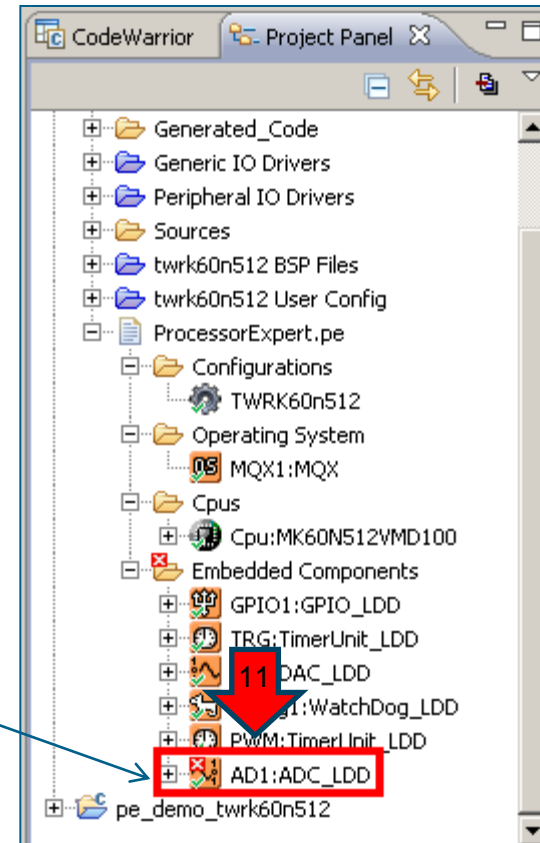 CodeWarrior Project Panel
Generated_Code
Generic IO Drivers
Peripheral IO Drivers
Sources
twrk60n512 BSP Files
twrk60n512 User Config
ProcessorExpert.pe
Configurations
TWRK60n512
Operating System
MQX1:MQX
Cpus
Cpu:MK60N512VMD100
Embedded Components
GPIO1:GPIO_LDD
TRG:TimerUnit_LDD
11 DAC_LDD
1:WatchDog_LDD
PWM:TimerUnit_LDD
AD1:ADC_LDD
pe_demo_twrk60n512